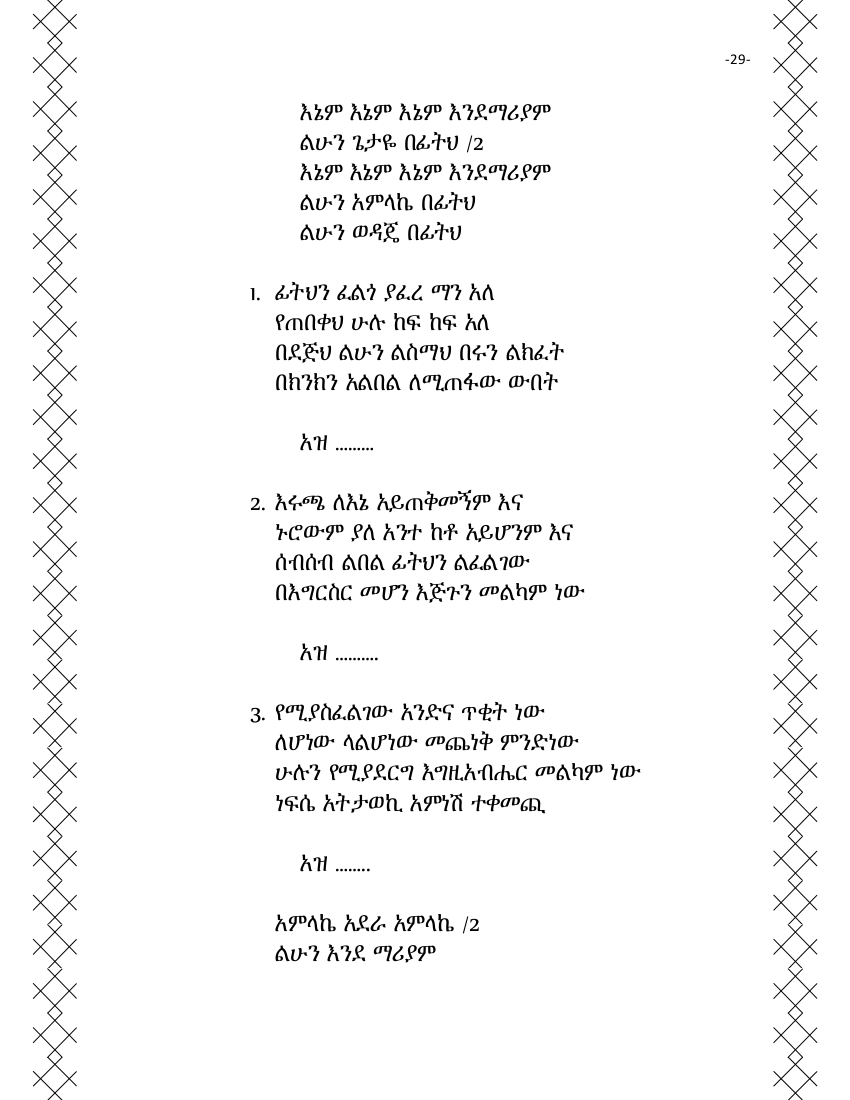 -29-
እኔም እኔም እኔም እንደማሪያም
ልሁን ጌታዬ በፊትህ /2
እኔም እኔም እኔም እንደማሪያም
ልሁን አምላኬ በፊትህ
ልሁን ወዳጄ በፊትህ
1. ፊትህን ፈልጎ ያፈረ ማን አለ
የጠበቀህ ሁሉ ከፍ ከፍ አለ
በደጅህ ልሁን ልስማህ በሩን ልክፈት
በክንክን አልበል ለሚጠፋው ውበት
አዝ .........
2. እሩጫ ለእኔ አይጠቅመኝም እና
ኑሮውም ያለ አንተ ከቶ አይሆንም እና
ሰብሰብ ልበል ፊትህን ልፈልገው
በእግርስር መሆን እጅጉን መልካም ነው
አዝ ..........
3. የሚያስፈልገው አንድና ጥቂት ነው
ለሆነው ላልሆነው መጨነቅ ምንድነው
ሁሉን የሚያደርግ እግዚአብሔር መልካም ነው
ነፍሴ አትታወኪ አምነሽ ተቀመጪ
አዝ ........
አምላኬ አደራ አምላኬ /2
ልሁን እንደ ማሪያም